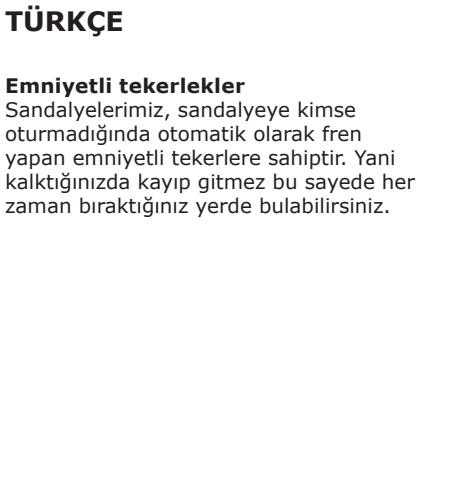 TÜRKÇE
Emniyetli tekerlekler
Sandalyelerimiz, sandalyeye kimse
oturmadığında otomatik olarak fren
yapan emniyetli tekerlere sahiptir. Yani
kalktığınızda kayıp gitmez bu sayede her
zaman bıraktığınız yerde bulabilirsiniz.